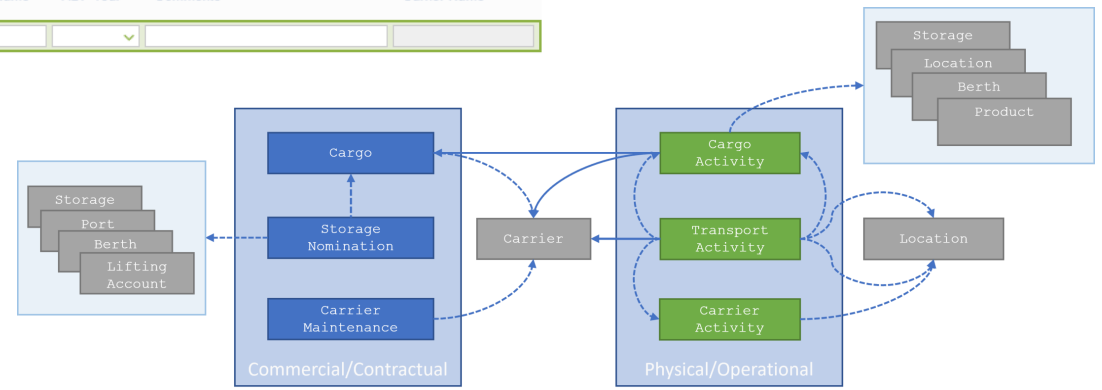 Storage
Location
Berth
Product
Cargo
Cargo
Activity
Storage
Port
Berth
Lifting
Account
Storage
Nomination
Carrier
Transport
Activity
Location
Carrier
Maintenance
Carrier
Activity
Commercial/Contractual
Physical/Operational